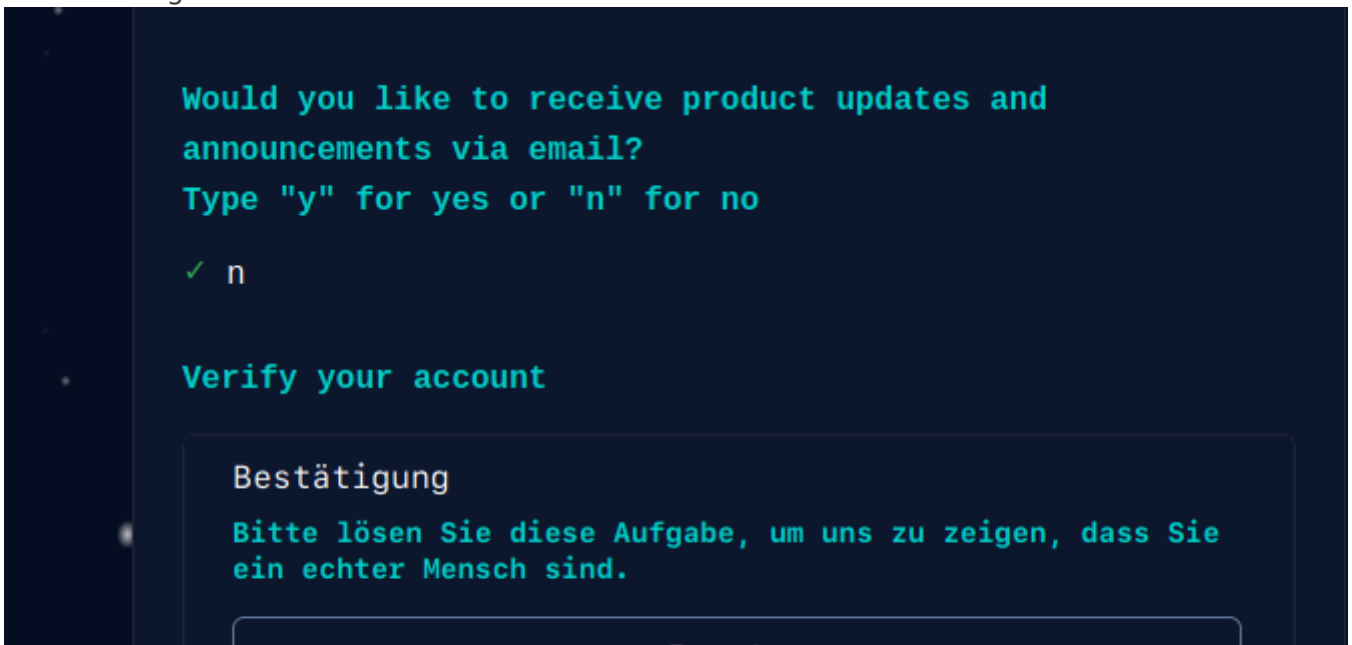 Would you like to receive product updates and
announcements via email?
Type "y" for yes or "n" for no
✓ n
Verify your account
Bestätigung
Bitte lösen Sie diese Aufgabe, um uns zu zeigen, dass Sie
ein echter Mensch sind.